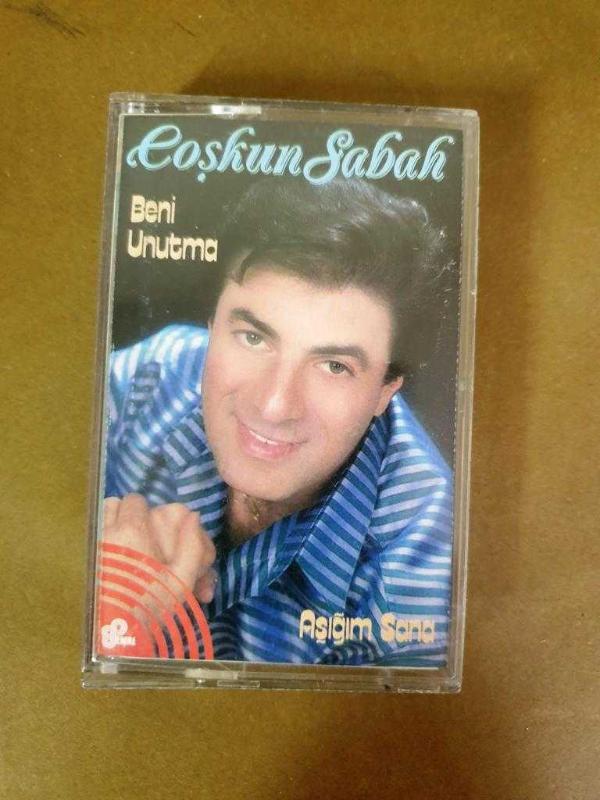 Coşkun Sabah
Beni
Unutma
Aşığım Sana